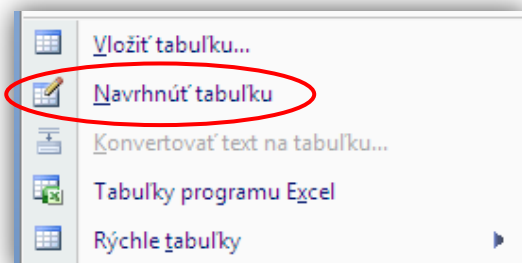 Vložiť tabuľku...
Navrhnúť tabuľku
Konvertovať text na tabuľku...
Tabuľky programu Excel
Rýchle tabuľky